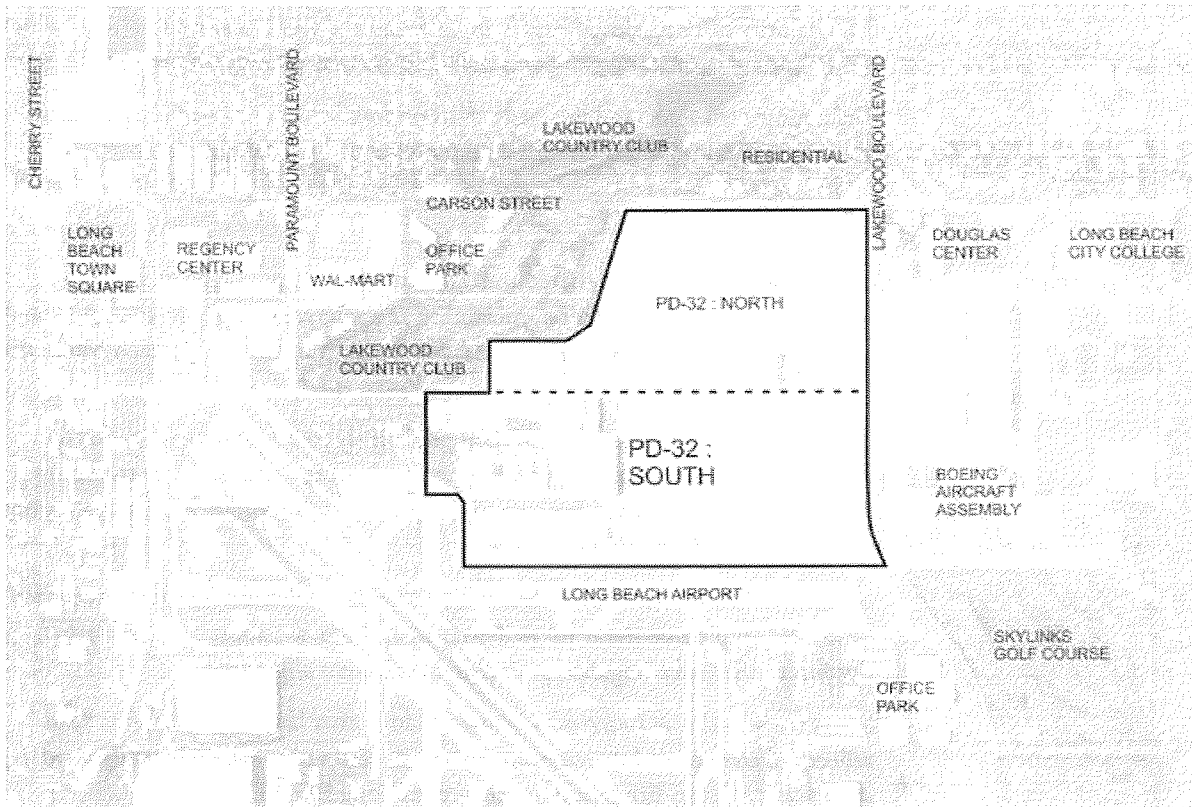 CHERRY STREET
PARAMOUNT BOULEVARD
LAKEWOOD BOULEVARD
LAKEWOOD
COUNTRY CLUB
RESIDENTIAL
CARSON STREET
LONG
BEACH
TOWN
SQUARE
REGENCY
CENTER
WAL-MART
OFFICE
PARK
DOUGLAS
CENTER
LONG BEACH
CITY COLLEGE
PD-32 : NORTH
LAKEWOOD
COUNTRY CLUB
PD-32 :
SOUTH
BOEING
AIRCRAFT
ASSEMBLY
LONG BEACH AIRPORT
SKYLINKS
GOLF COURSE
OFFICE
PARK